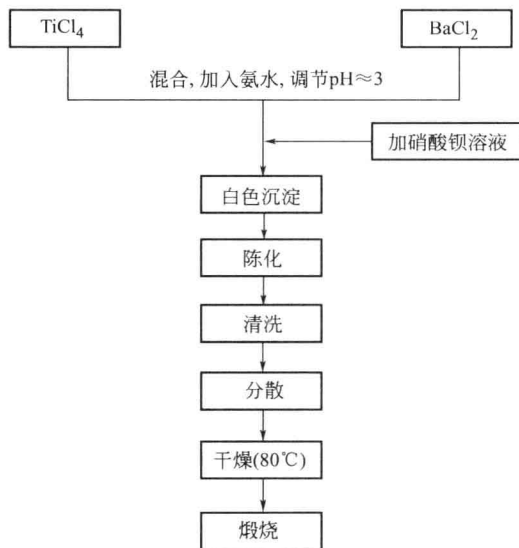 TiCl₄
BaCl₂
混合, 加入氨水, 调节pH≈3
加硝酸钡溶液
白色沉淀
陈化
清洗
分散
干燥(80℃)
煅烧